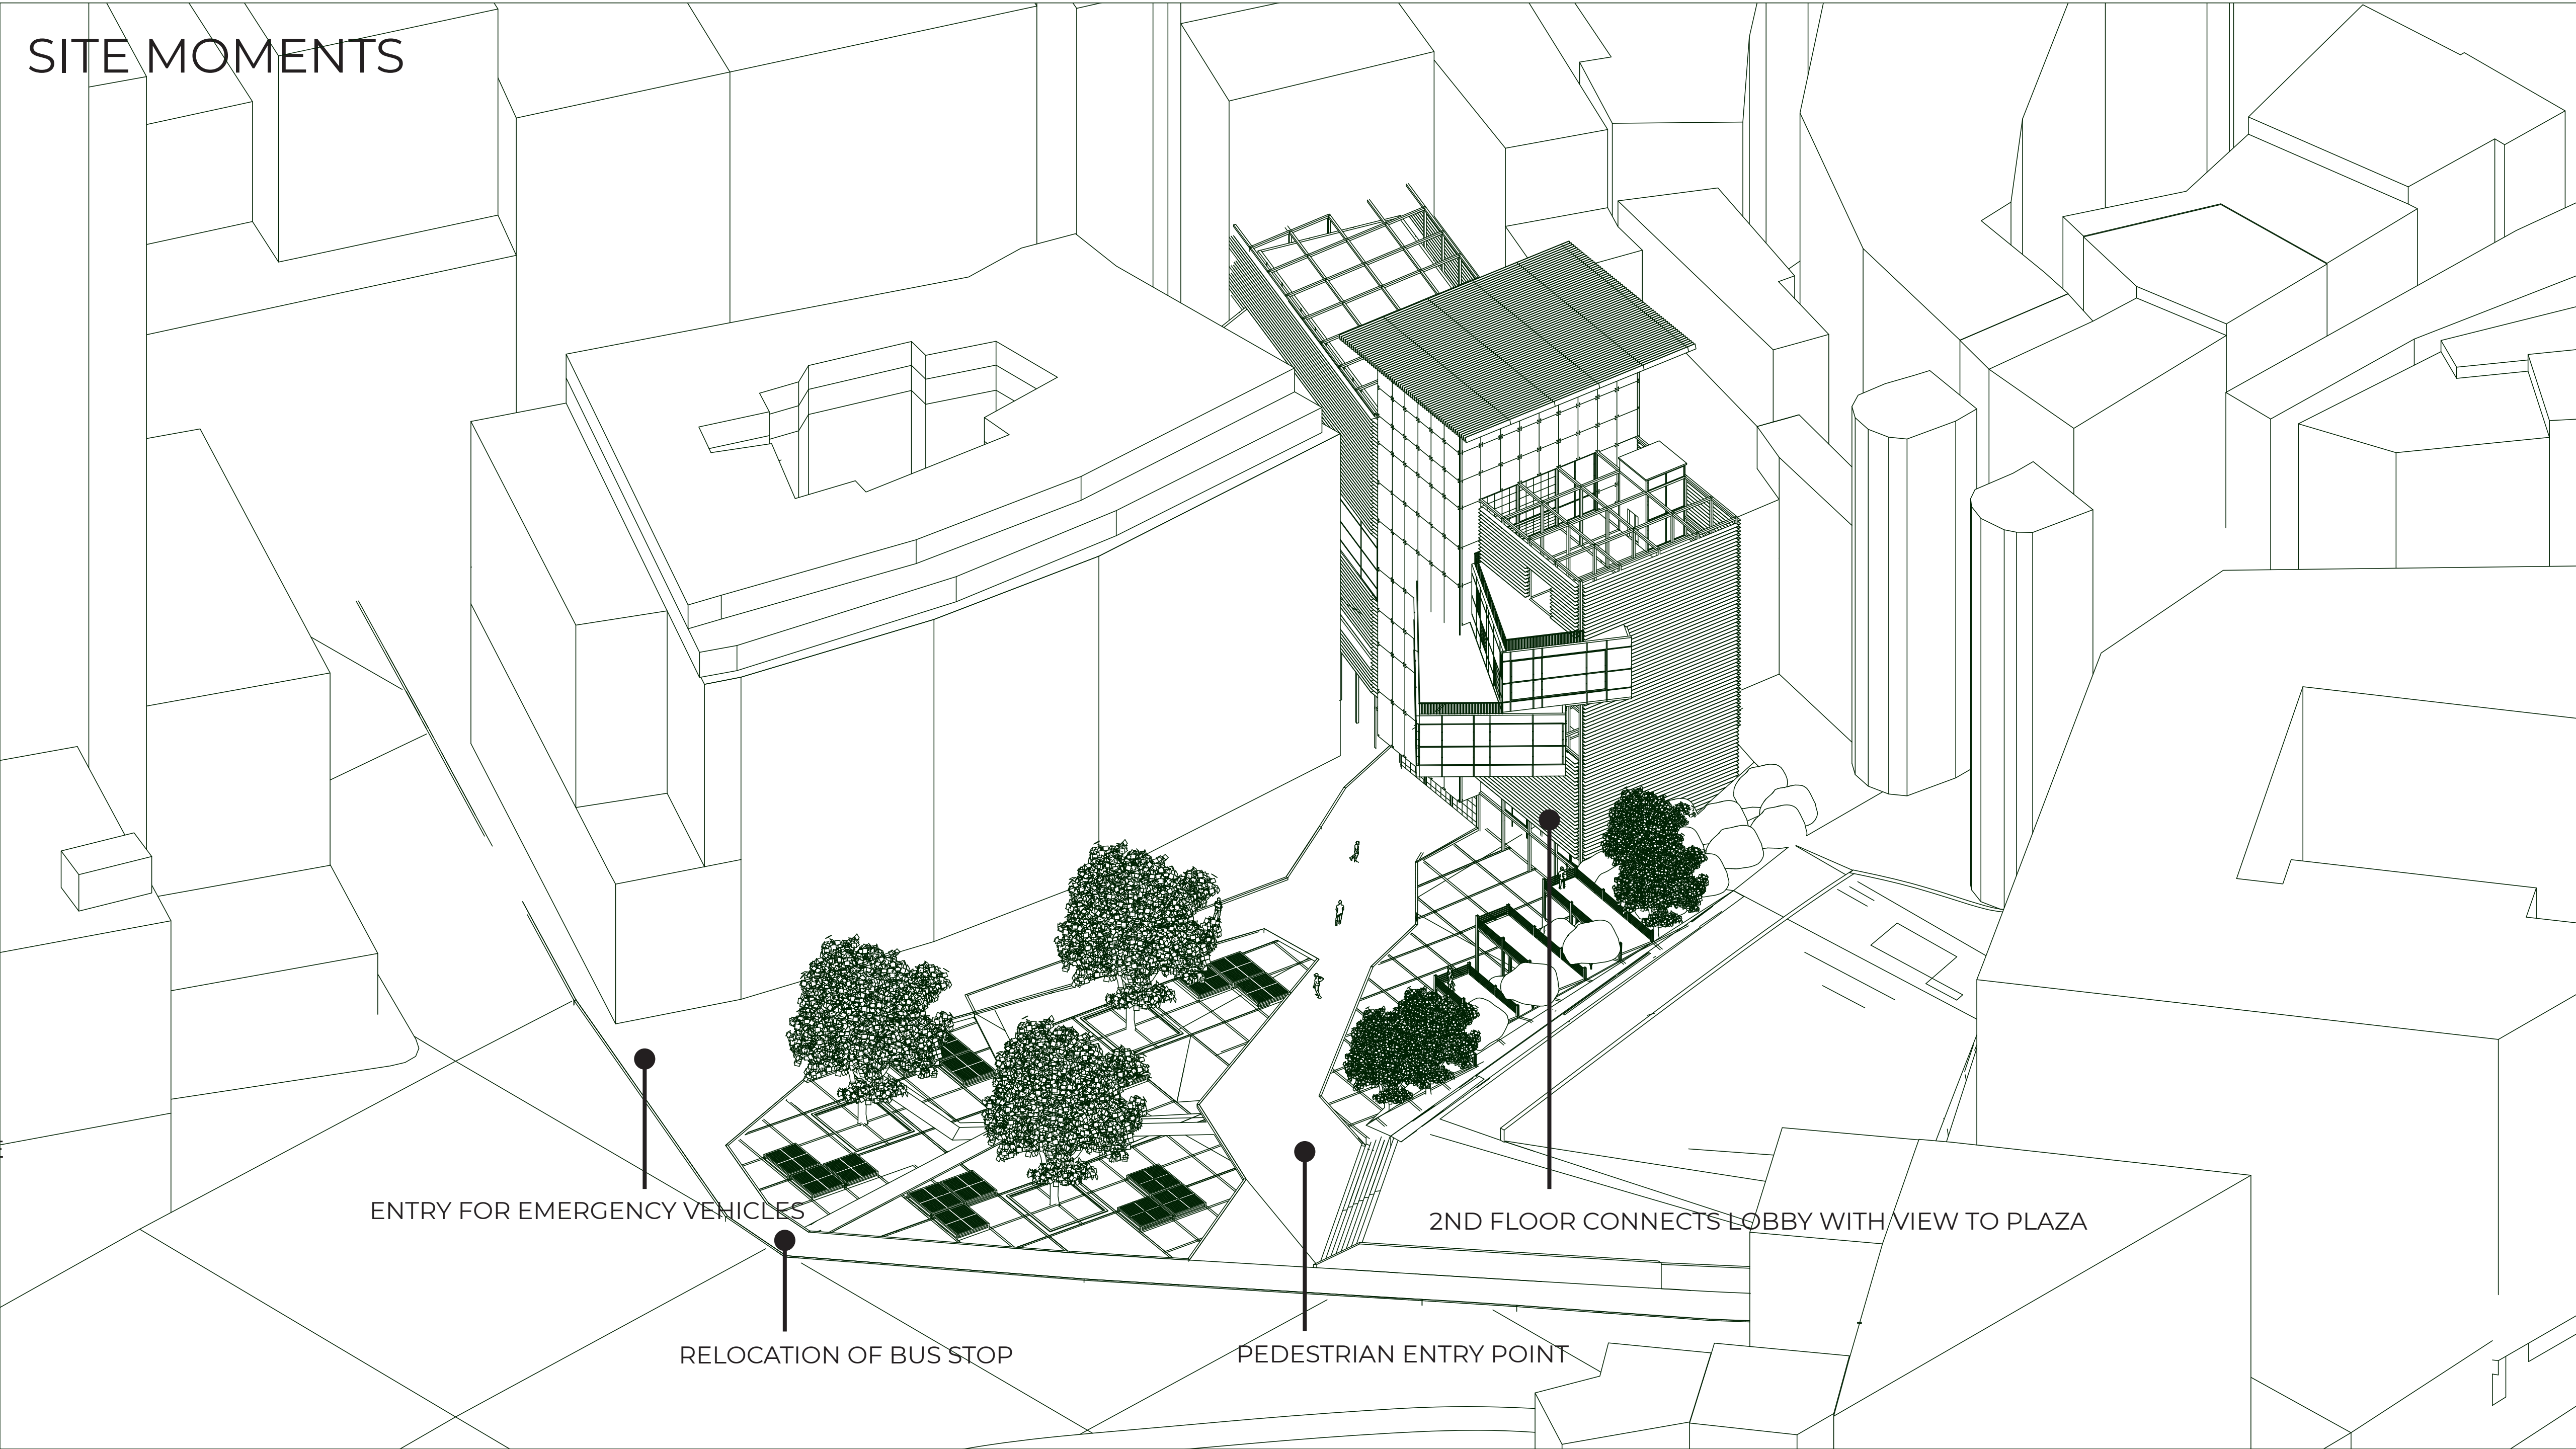 SITE MOMENTS
ENTRY FOR EMERGENCY VEHICLES
2ND FLOOR CONNECTS LOBBY WITH VIEW TO PLAZA
RELOCATION OF BUS STOP
PEDESTRIAN ENTRY POINT